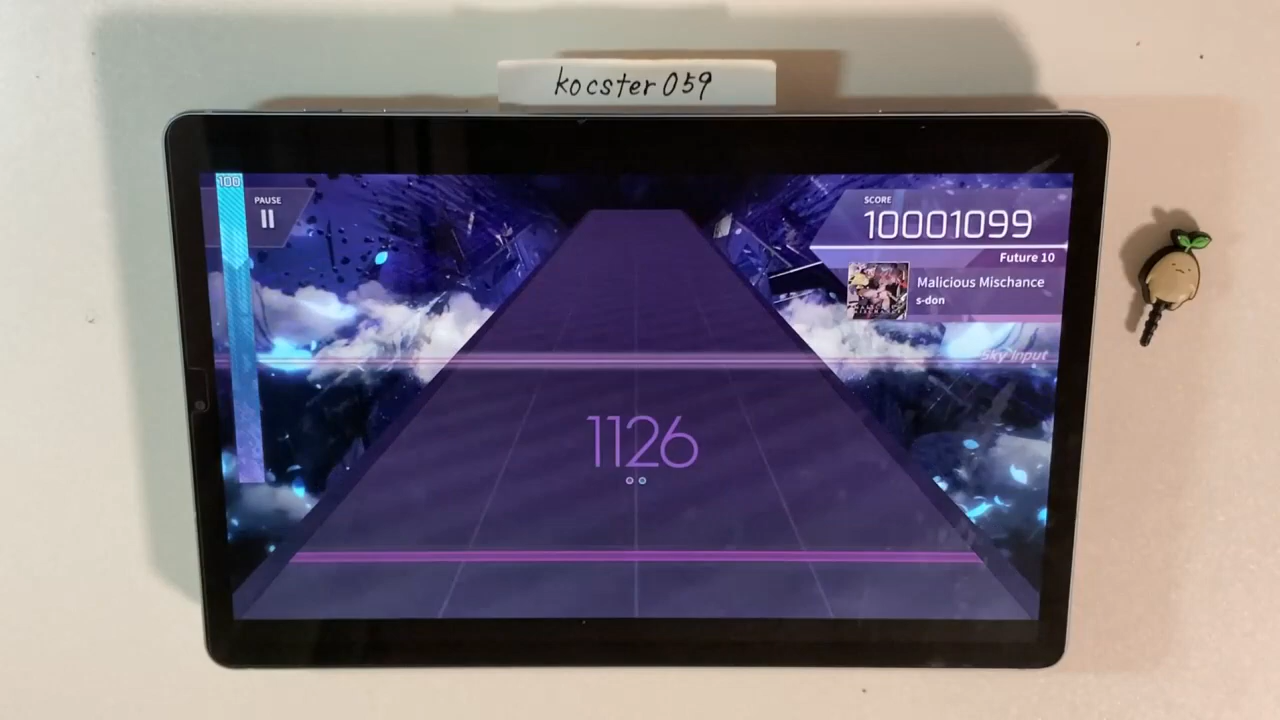 kocster059
100
PAUSE
SCORE
10001099
Future 10
Malicious Mischance
s-don
Sky Input
1126